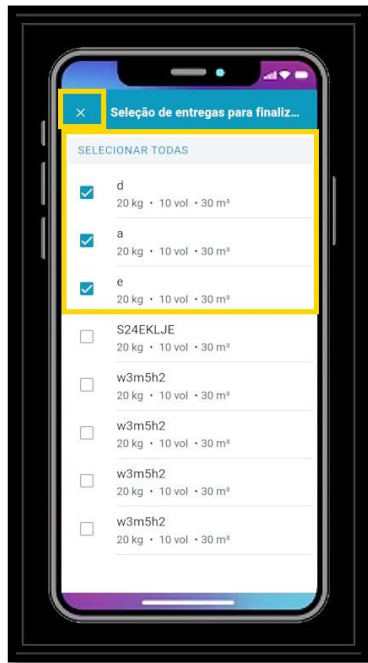 Seleção de entregas para finaliz...
SELECIONAR TODAS
d
20 kg • 10 vol • 30 m³
a
20 kg • 10 vol • 30 m³
e
20 kg • 10 vol • 30 m³
S24EKLJE
20 kg • 10 vol • 30 m³
w3m5h2
20 kg • 10 vol • 30 m³
w3m5h2
20 kg • 10 vol • 30 m³
w3m5h2
20 kg • 10 vol • 30 m³
w3m5h2
20 kg • 10 vol • 30 m³